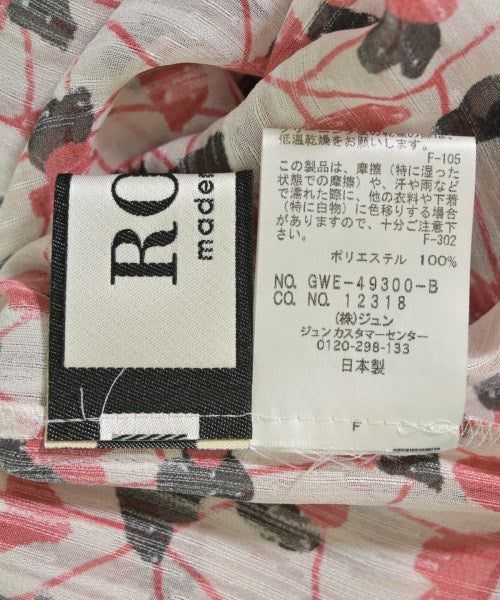 RO
made
低温乾燥をお願いします。
F-105
この製品は、摩擦（特に湿った
状態での摩擦）や、汗や雨など
で濡れた際に、他の衣料や下着
（特に白物）に色移りする場合
がありますので、十分ご注意下
さい。
F-302
ポリエステル 100%
NO. GWE-49300-B
CO. NO. 12318
(株)ジュン
ジュンカスタマーセンター
0120-298-133
日本製
F